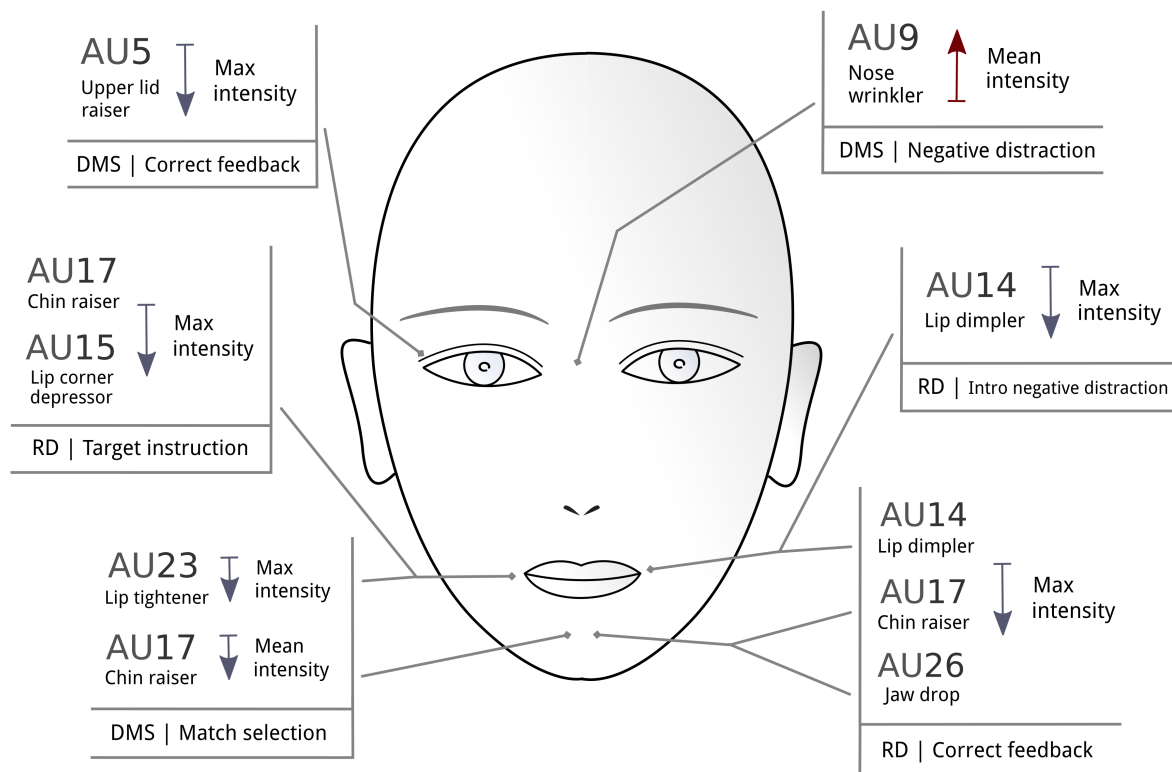 AU5
Upper lid
raiser
Max
intensity
DMS | Correct feedback
AU9
Nose
wrinkler
Mean
intensity
DMS | Negative distraction
AU17
Chin raiser
AU15
Lip corner
depressor
Max
intensity
RD | Target instruction
AU14
Lip dimpler
Max
intensity
RD | Intro negative distraction
AU23
Lip tightener
Max
intensity
AU17
Chin raiser
Mean
intensity
DMS | Match selection
AU14
Lip dimpler
AU17
Chin raiser
AU26
Jaw drop
Max
intensity
RD | Correct feedback